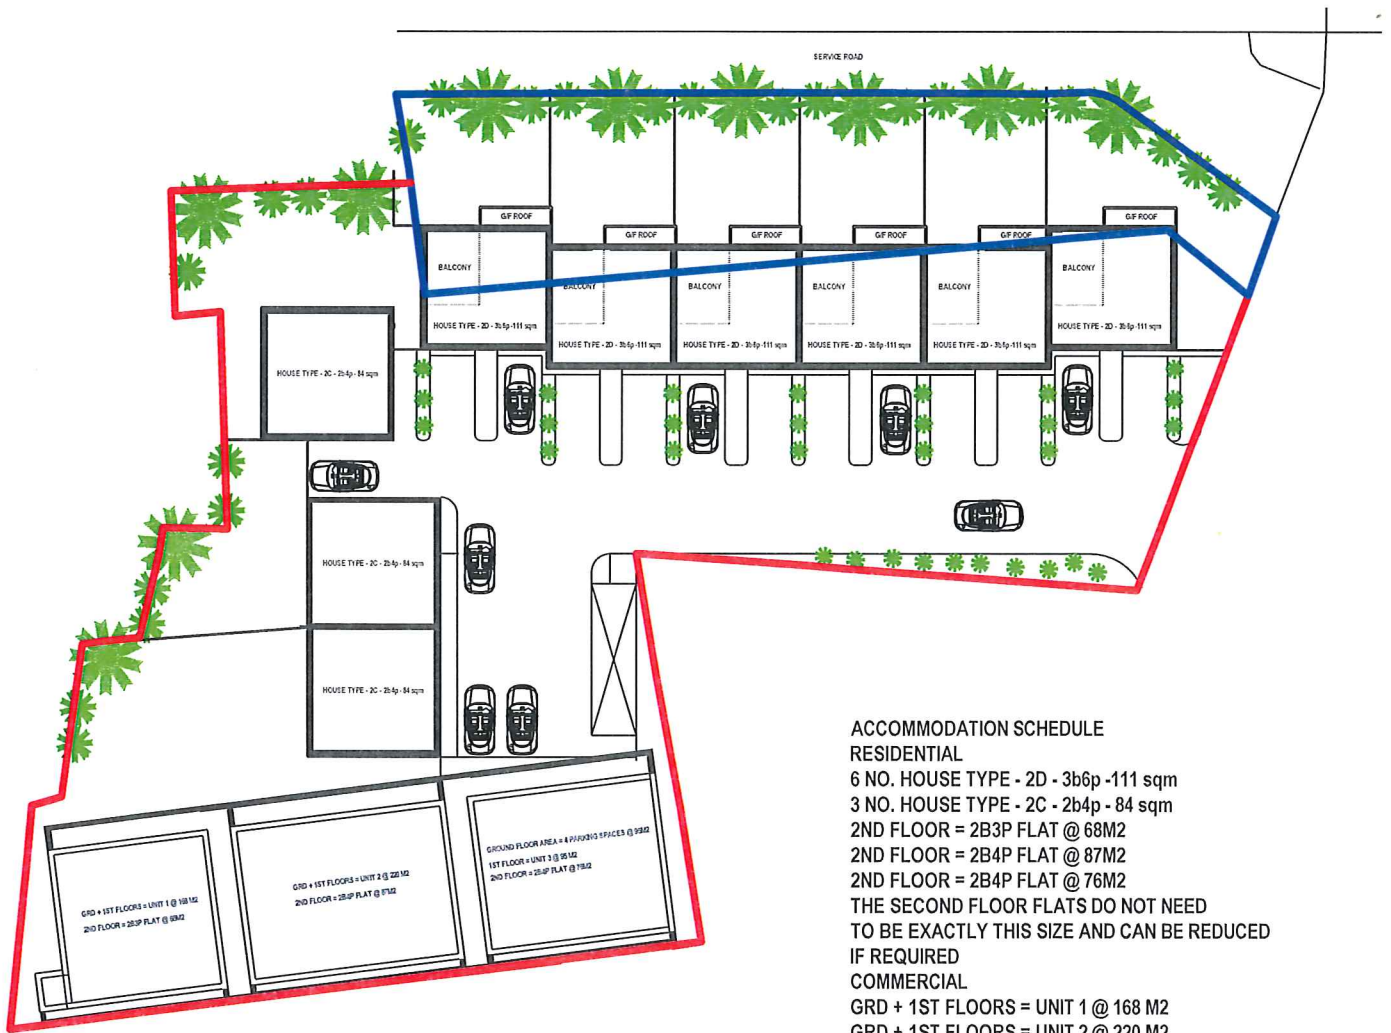 SERVICE ROAD
G/F ROOF
G/F ROOF
G/F ROOF
G/F ROOF
G/F ROOF
G/F ROOF
BALCONY
BALCONY
BALCONY
BALCONY
BALCONY
BALCONY
HOUSE TYPE - 2D - 3b6p -111 sqm
HOUSE TYPE - 2D - 3b6p -111 sqm
HOUSE TYPE - 2D - 3b6p -111 sqm
HOUSE TYPE - 2D - 3b6p -111 sqm
HOUSE TYPE - 2D - 3b6p -111 sqm
HOUSE TYPE - 2D - 3b6p -111 sqm
HOUSE TYPE - 2C - 2b4p - 84 sqm
HOUSE TYPE - 2C - 2b4p - 84 sqm
HOUSE TYPE - 2C - 2b4p - 84 sqm
GRD + 1ST FLOORS = UNIT 1 @ 168 M2
2ND FLOOR = 2B3P FLAT @ 68M2
GRD + 1ST FLOORS = UNIT 2 @ 220 M2
2ND FLOOR = 2B4P FLAT @ 87M2
GROUND FLOOR AREA = 4 PARKING SPACES @
1ST FLOOR = UNIT 3 @
2ND FLOOR = 2B4P FLAT @ 76M2
ACCOMMODATION SCHEDULE
RESIDENTIAL
6 NO. HOUSE TYPE - 2D - 3b6p -111 sqm
3 NO. HOUSE TYPE - 2C - 2b4p - 84 sqm
2ND FLOOR = 2B3P FLAT @ 68M2
2ND FLOOR = 2B4P FLAT @ 87M2
2ND FLOOR = 2B4P FLAT @ 76M2
THE SECOND FLOOR FLATS DO NOT NEED
TO BE EXACTLY THIS SIZE AND CAN BE REDUCED
IF REQUIRED
COMMERCIAL
GRD + 1ST FLOORS = UNIT 1 @ 168 M2
GRD + 1ST FLOORS = UNIT 2 @ 220 M2